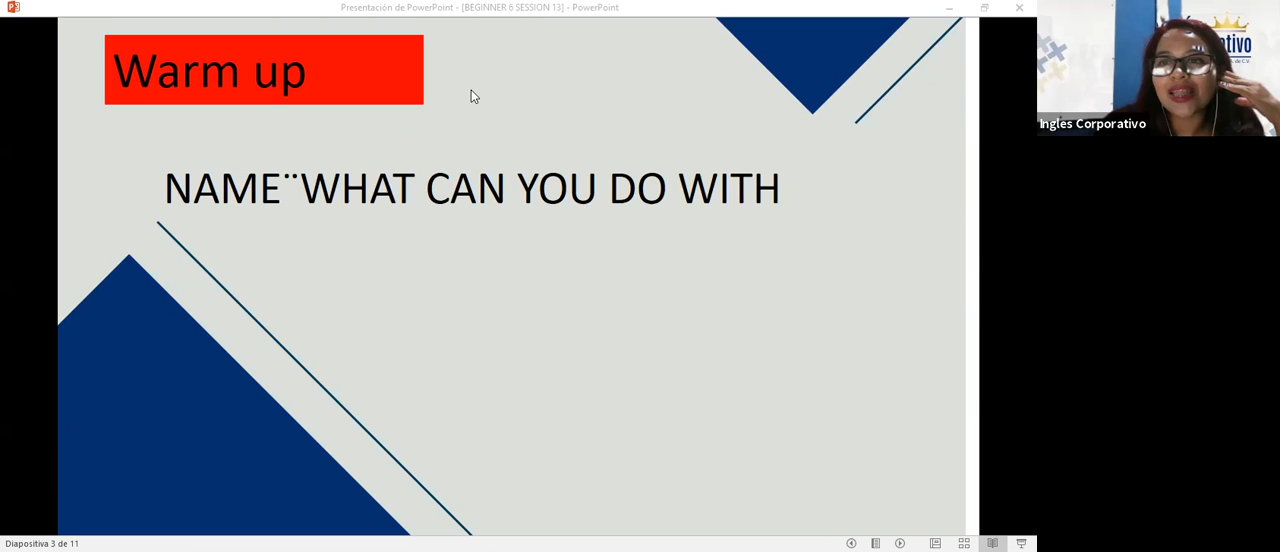 Presentación de PowerPoint - [BEGINNER 6 SESSION 13] - PowerPoint
Warm up
NAME¨WHAT CAN YOU DO WITH
Ingles Corporativo
Diapositiva 3 de 11